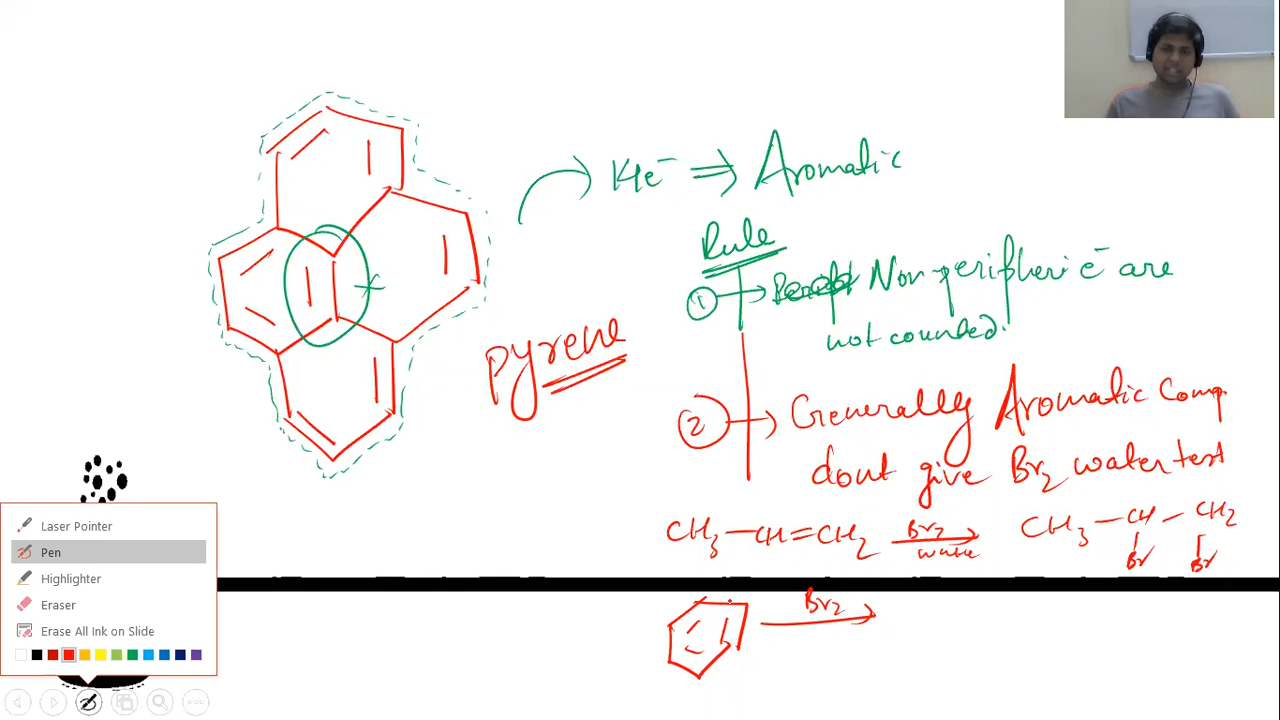 14e⁻ ⇒ Aromatic
Rule
① → Non-peripheric e⁻ are
not counted.
pyrene
② → Generally Aromatic Comp.
dont give Br₂ water test
CH₃—CH=CH₂ Br₂ water CH₃—CH—CH₂
Br Br
Br₂
Laser Pointer
Pen
Highlighter
Eraser
Erase All Ink on Slide